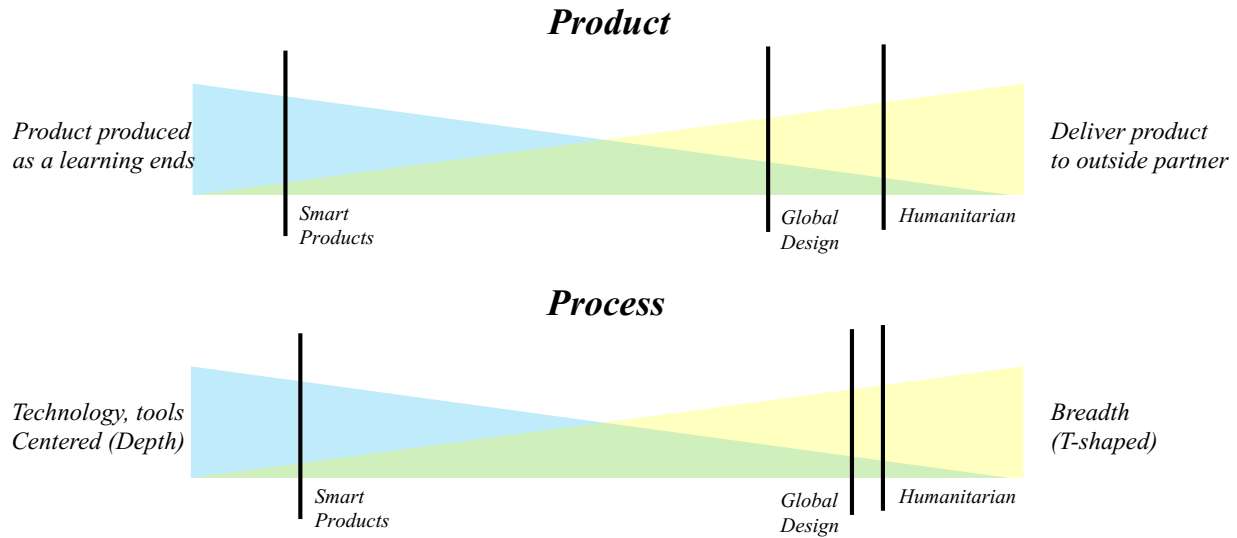 Product
Product produced
as a learning ends
Deliver product
to outside partner
Smart
Products
Global
Design
Humanitarian
Process
Technology, tools
Centered (Depth)
Breadth
(T-shaped)
Smart
Products
Global
Design
Humanitarian